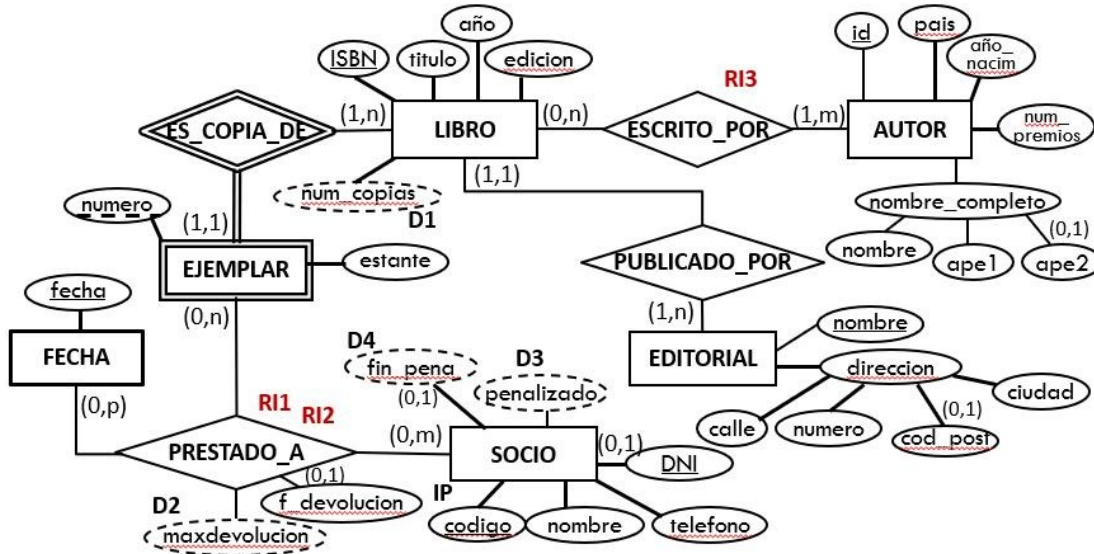 año
id
pais
ISBN
titulo
edicion
año_
nacim
RI3
(1,n)
(0,n)
(1,m)
ES_COPIA_DE
LIBRO
ESCRITO_POR
AUTOR
num_
premios
(1,1)
num_copias
D1
numero
(1,1)
nombre_completo
(0,1)
nombre
ape1
ape2
EJEMPLAR
estante
PUBLICADO_POR
fecha
(0,n)
(1,n)
nombre
FECHA
D4
D3
EDITORIAL
direccion
fin_pena
penalizado
ciudad
(0,1)
(0,1)
(0,p)
RI1
RI2
calle
numero
cod_post
(0,m)
(0,1)
PRESTADO_A
SOCIO
DNI
(0,1)
IP
D2
f_devolucion
codigo
nombre
telefono
maxdevolucion